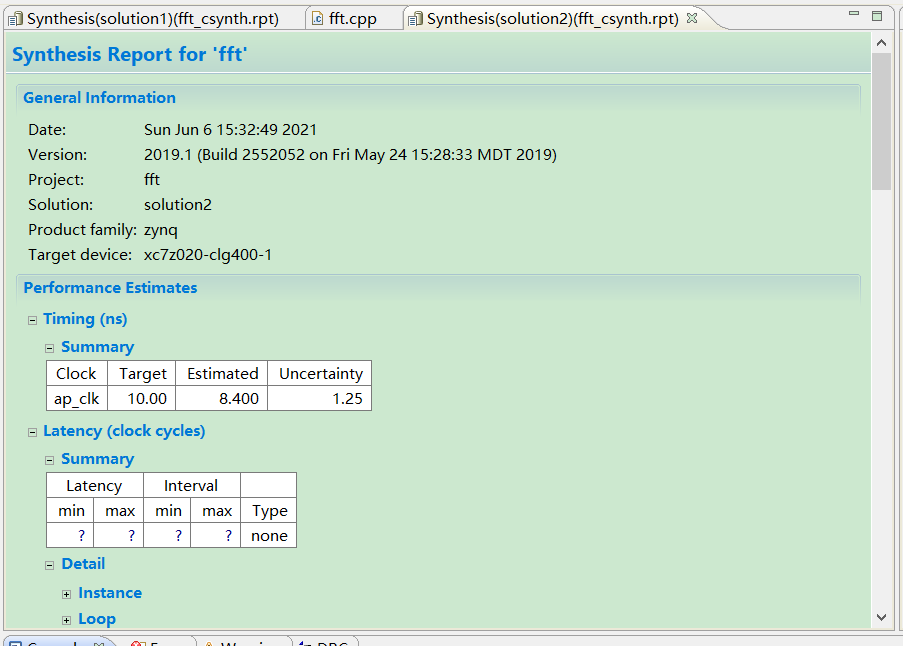 Synthesis(solution1)(fft_csynth.rpt) fft.cpp Synthesis(solution2)(fft_csynth.rpt)
Synthesis Report for 'fft'
General Information
Date: Sun Jun 6 15:32:49 2021
Version: 2019.1 (Build 2552052 on Fri May 24 15:28:33 MDT 2019)
Project: fft
Solution: solution2
Product family: zynq
Target device: xc7z020-clg400-1
Performance Estimates
Timing (ns)
Summary
Clock Target Estimated Uncertainty
ap_clk 10.00 8.400 1.25
Latency (clock cycles)
Summary
Latency Interval
min max min max Type
? ? ? ? none
Detail
Instance
Loop